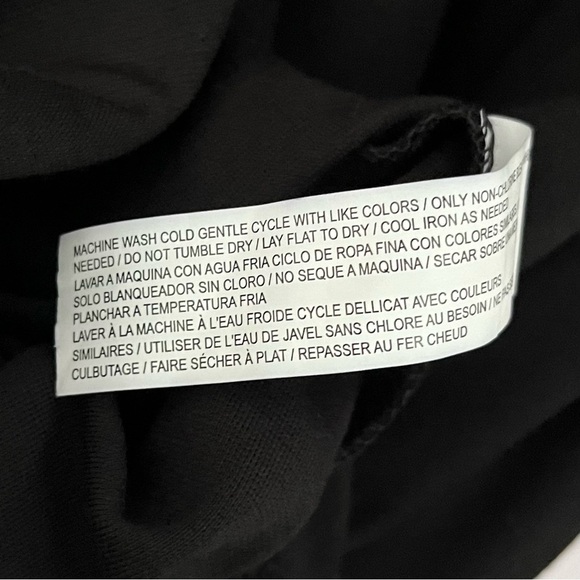 MACHINE WASH COLD GENTLE CYCLE WITH LIKE COLORS / ONLY NON-CHLORINE
NEEDED / DO NOT TUMBLE DRY / LAY FLAT TO DRY / COOL IRON AS NEEDED
LAVAR A MAQUINA CON AGUA FRIA CICLO DE ROPA FINA CON COLORES
SOLO BLANQUEADOR SIN CLORO / NO SEQUE A MAQUINA / SECAR SOBRE
PLANCHAR A TEMPERATURA FRIA
LAVER À LA MACHINE À L'EAU FROIDE CYCLE DELLICAT AVEC COULEURS
SIMILAIRES / UTILISER DE L'EAU DE JAVEL SANS CHLORE AU BESOIN / NE PAS
CULBUTAGE / FAIRE SÉCHER À PLAT / REPASSER AU FER CHEUD